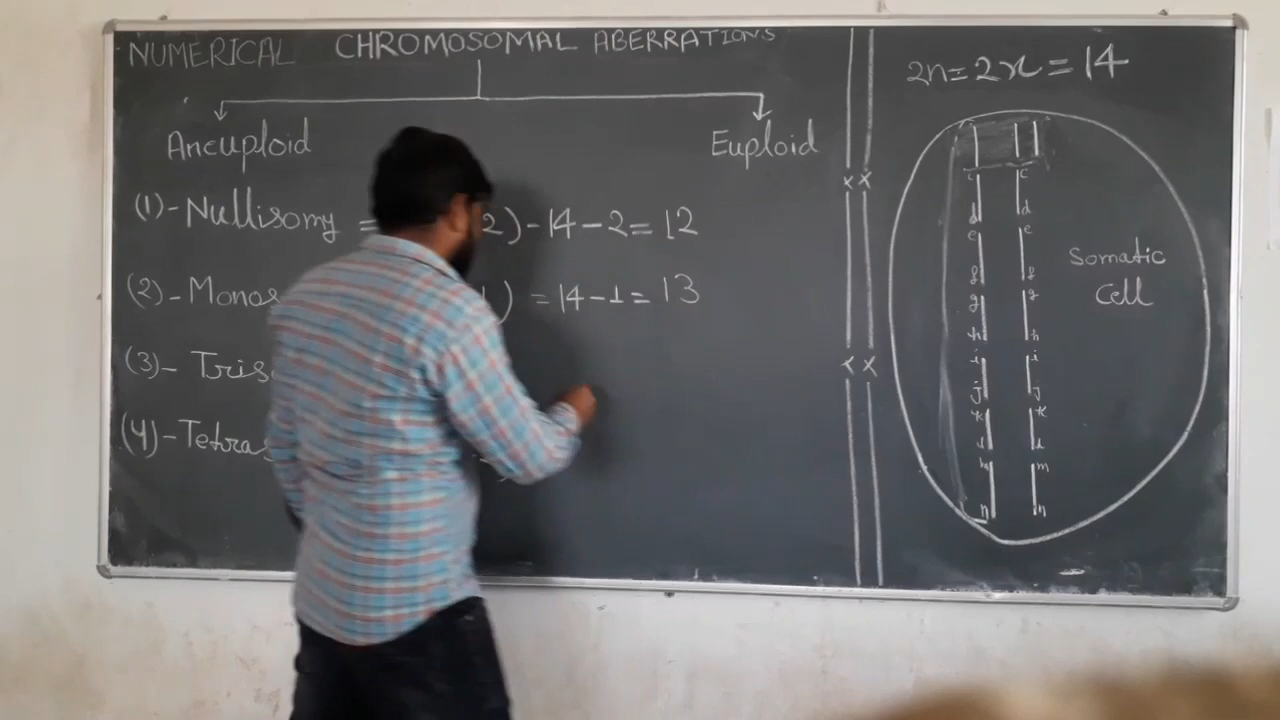 NUMERICAL CHROMOSOMAL ABERRATIONS
Aneuploid Euploid
(1)-Nullisomy = 2)-14-2=12
(2)-Monos 1) =14-1=13
(3)-Tris
(4)-Tetras
2n=2x=14
c c
d d
e e
f f
g g
h h
i i
j j
k k
l l
m m
n n
Somatic
Cell